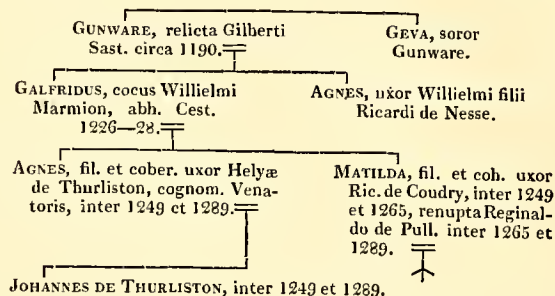 GUNWARE, relicta Gilberti
Sast. circa 1190.
GEVA, soror
Gunware.
GALFRIDUS, cocus Willielmi
Marmion, abh. Cest.
1226—28.
AGNES, uxor Willielmi filii
Ricardi de Nesse.
AGNES, fil. et coher. uxor Helyæ
de Thurliston, cognom. Vena-
toris, inter 1249 et 1289.
MATILDA, fil. et coh. uxor
Ric. de Coudry, inter 1249
et 1265, renupta Reginal-
do de Pull. inter 1265 et
1289.
JOHANNES DE THURLISTON, inter 1249 et 1289.